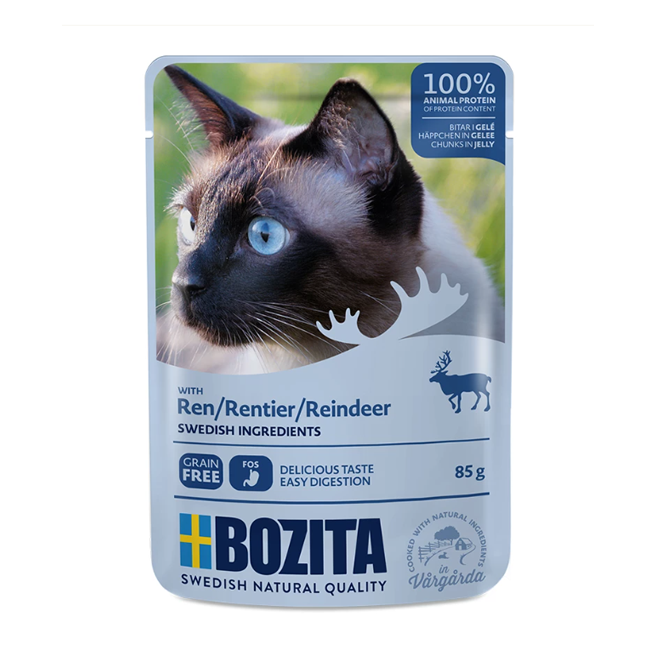 100%
ANIMAL PROTEIN
OF PROTEIN CONTENT
BITAR I GELÉ
HÄPPCHEN IN GELEE
CHUNKS IN JELLY
WITH
Ren/Rentier/Reindeer
SWEDISH INGREDIENTS
GRAIN
FREE
FOS
DELICIOUS TASTE
EASY DIGESTION
85 g
BOZITA
SWEDISH NATURAL QUALITY
COOKED WITH NATURAL INGREDIENTS
in
Vårgårda